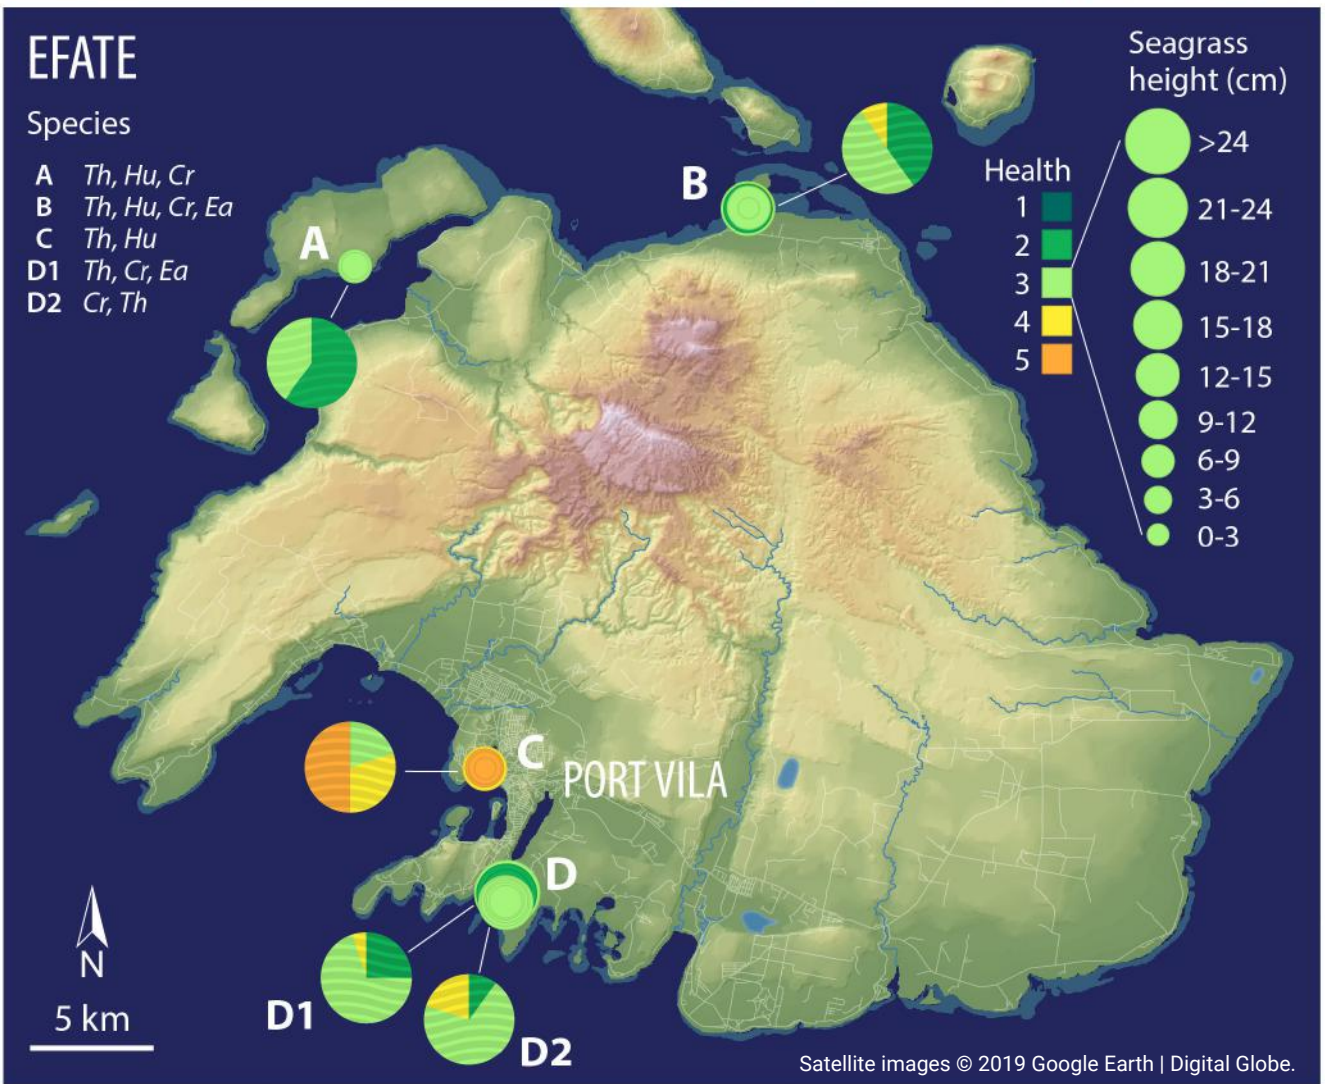 EFATE
Species
A Th, Hu, Cr
B Th, Hu, Cr, Ea
C Th, Hu
D1 Th, Cr, Ea
D2 Cr, Th
Seagrass
height (cm)
>24
21-24
18-21
15-18
12-15
9-12
6-9
3-6
0-3
Health
1
2
3
4
5
A
B
C
PORT VILA
D
D1
D2
N
5 km
Satellite images © 2019 Google Earth | Digital Globe.